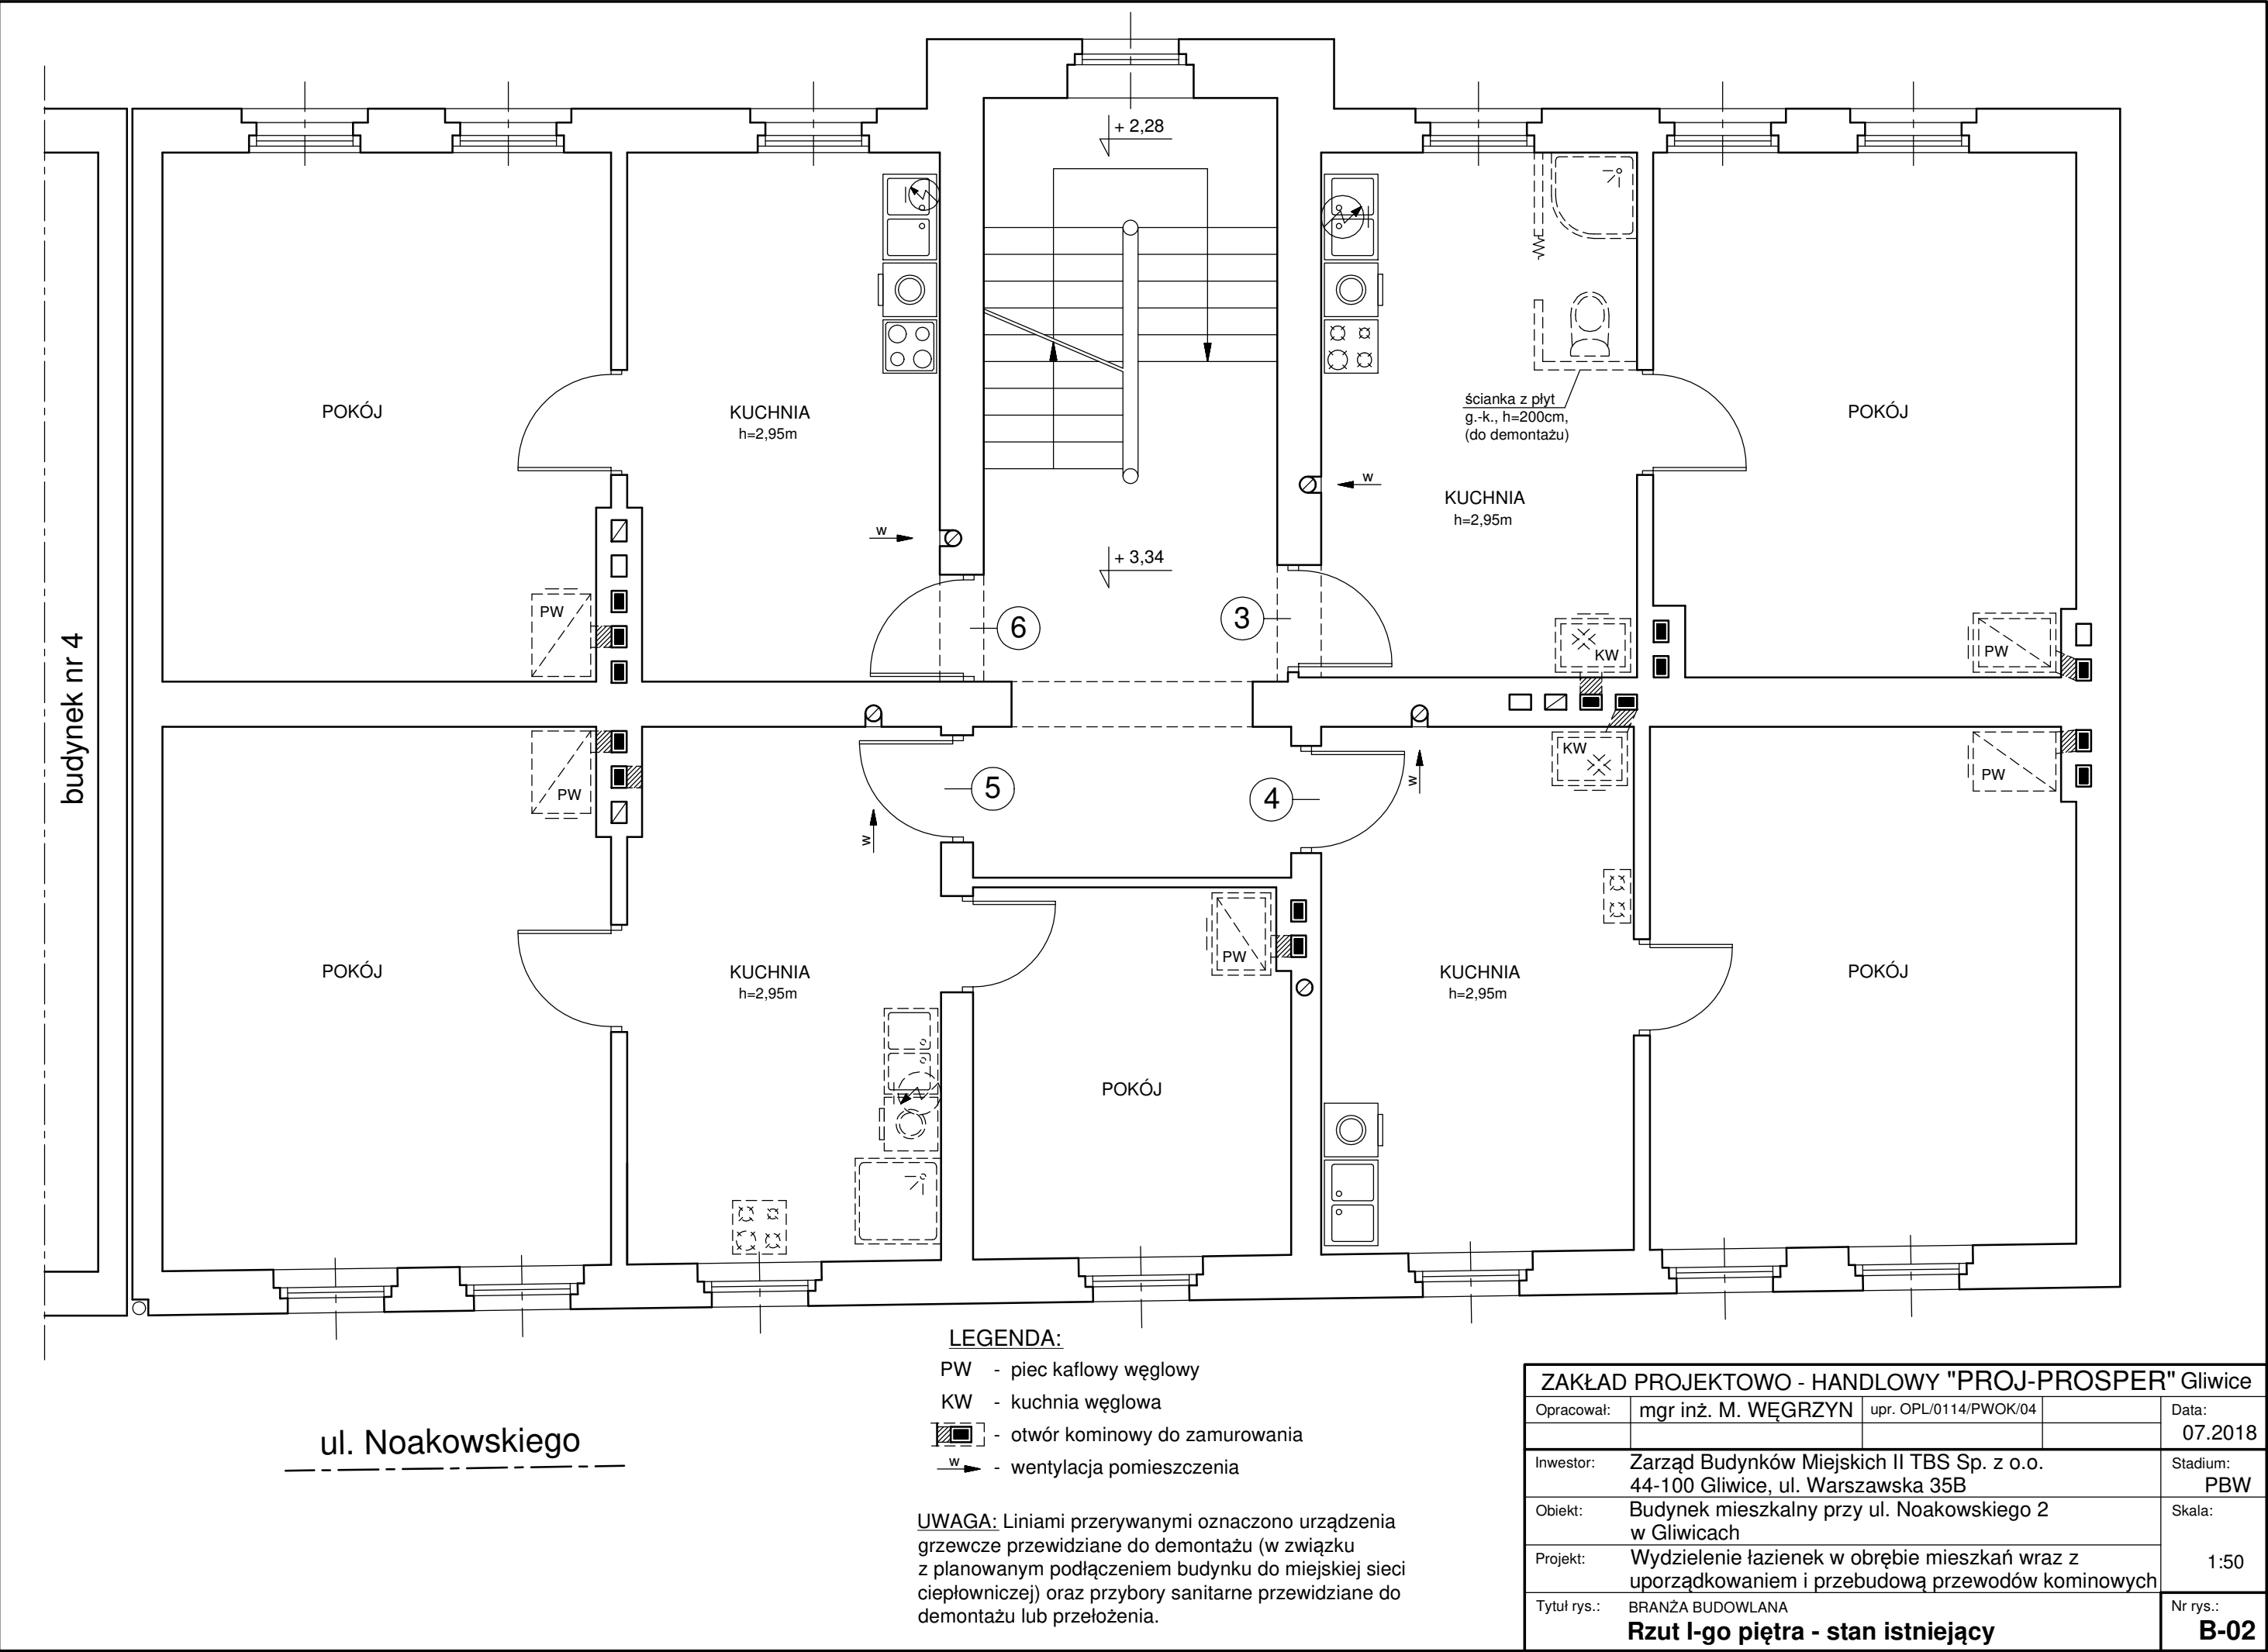 + 2,28
POKÓJ
KUCHNIA
h=2,95m
ścianka z płyt
g.-k., h=200cm,
(do demontażu)
POKÓJ
w
KUCHNIA
h=2,95m
w
+ 3,34
PW
6
3
KW
PW
budynek nr 4
PW
5
w
4
w
KW
PW
POKÓJ
KUCHNIA
h=2,95m
PW
KUCHNIA
h=2,95m
POKÓJ
POKÓJ
LEGENDA:
PW - piec kaflowy węglowy
KW - kuchnia węglowa
- otwór kominowy do zamurowania
w - wentylacja pomieszczenia
ul. Noakowskiego
UWAGA: Liniami przerywanymi oznaczono urządzenia
grzewcze przewidziane do demontażu (w związku
z planowanym podłączeniem budynku do miejskiej sieci
ciepłowniczej) oraz przybory sanitarne przewidziane do
demontażu lub przełożenia.
ZAKŁAD PROJEKTOWO - HANDLOWY "PROJ-PROSPER" Gliwice
Opracował: mgr inż. M. WĘGRZYN upr. OPL/0114/PWOK/04
Data:
07.2018
Inwestor: Zarząd Budynków Miejskich II TBS Sp. z o.o.
44-100 Gliwice, ul. Warszawska 35B
Stadium:
PBW
Obiekt: Budynek mieszkalny przy ul. Noakowskiego 2
w Gliwicach
Skala:
1:50
Projekt: Wydzielenie łazienek w obrębie mieszkań wraz z
uporządkowaniem i przebudową przewodów kominowych
Tytuł rys.: BRANŻA BUDOWLANA
Rzut I-go piętra - stan istniejący
Nr rys.:
B-02